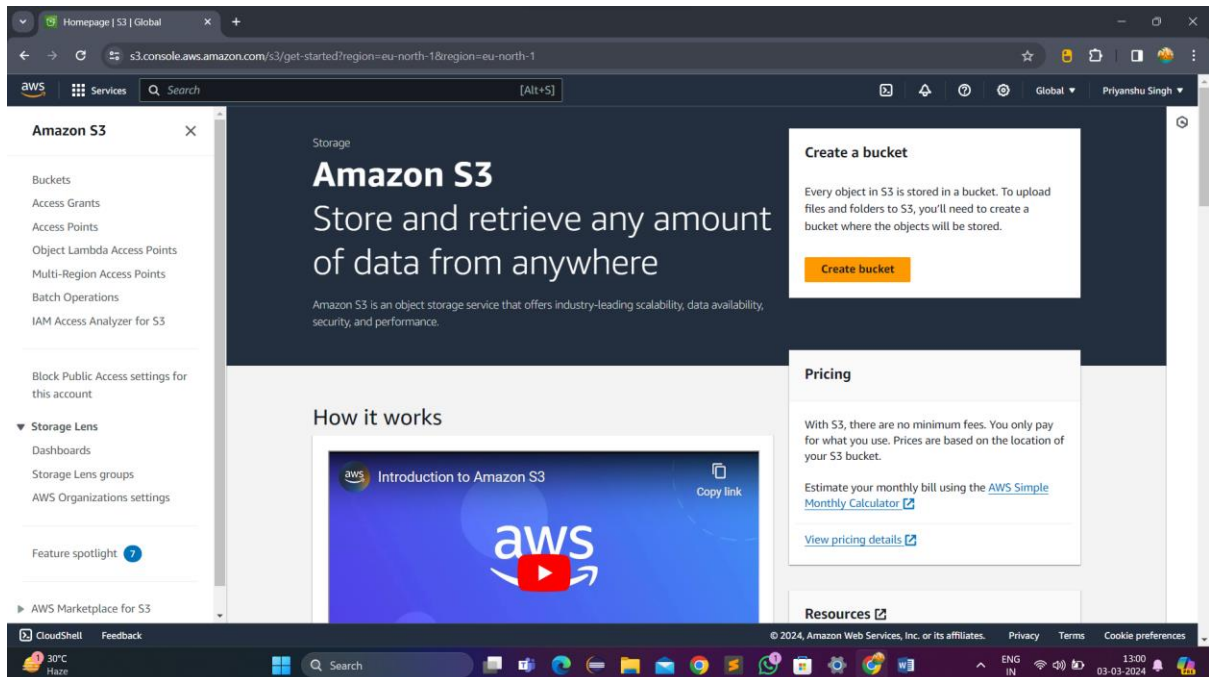 Homepage | S3 | Global
s3.console.aws.amazon.com/s3/get-started?region=eu-north-1&region=eu-north-1
aws
Services
Search
[Alt+S]
Global
Priyanshu Singh
Amazon S3
Buckets
Access Grants
Access Points
Object Lambda Access Points
Multi-Region Access Points
Batch Operations
IAM Access Analyzer for S3
Block Public Access settings for
this account
Storage Lens
Dashboards
Storage Lens groups
AWS Organizations settings
Feature spotlight 7
AWS Marketplace for S3
Storage
Amazon S3
Store and retrieve any amount
of data from anywhere
Amazon S3 is an object storage service that offers industry-leading scalability, data availability,
security, and performance.
How it works
aws
Introduction to Amazon S3
Copy link
aws
Create a bucket
Every object in S3 is stored in a bucket. To upload
files and folders to S3, you'll need to create a
bucket where the objects will be stored.
Create bucket
Pricing
With S3, there are no minimum fees. You only pay
for what you use. Prices are based on the location of
your S3 bucket.
Estimate your monthly bill using the AWS Simple
Monthly Calculator
View pricing details
Resources
CloudShell
Feedback
© 2024, Amazon Web Services, Inc. or its affiliates.
Privacy
Terms
Cookie preferences
1
30°C
Haze
Search
ENG
IN
13:00
03-03-2024